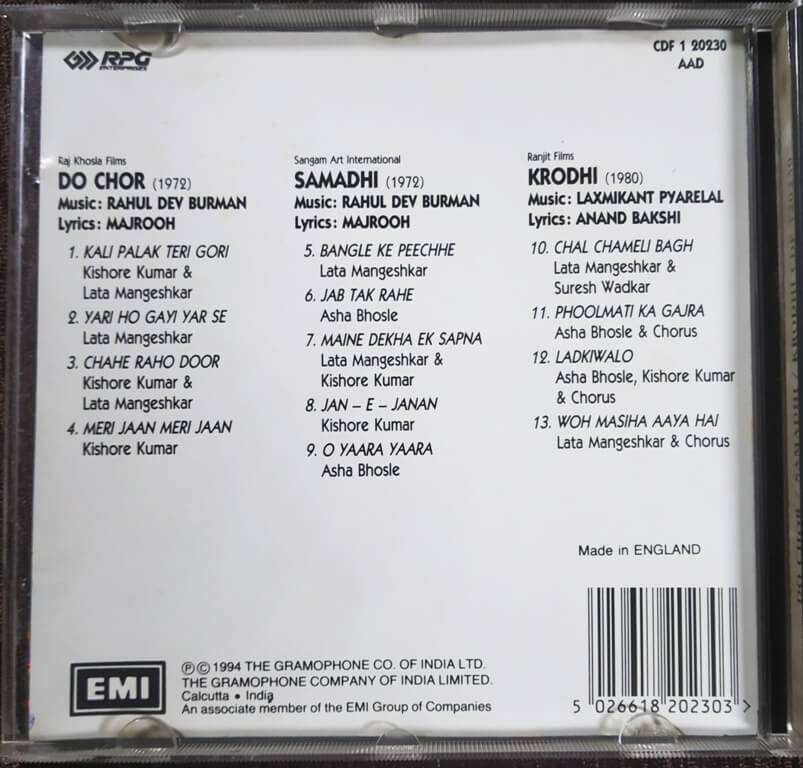 RPG
ENTERPRISES
CDF 1 20230
AAD
Raj Khosla Films
DO CHOR (1972)
Music: RAHUL DEV BURMAN
Lyrics: MAJROOH
1. KALI PALAK TERI GORI
Kishore Kumar &
Lata Mangeshkar
2. YARI HO GAYI YAR SE
Lata Mangeshkar
3. CHAHE RAHO DOOR
Kishore Kumar &
Lata Mangeshkar
4. MERI JAAN MERI JAAN
Kishore Kumar
Sangam Art International
SAMADHI (1972)
Music: RAHUL DEV BURMAN
Lyrics: MAJROOH
5. BANGLE KE PEECHHE
Lata Mangeshkar
6. JAB TAK RAHE
Asha Bhosle
7. MAINE DEKHA EK SAPNA
Lata Mangeshkar &
Kishore Kumar
8. JAN – E – JANAN
Kishore Kumar
9. O YAARA YAARA
Asha Bhosle
Ranjit Films
KRODHI (1980)
Music: LAXMIKANT PYARELAL
Lyrics: ANAND BAKSHI
10. CHAL CHAMELI BAGH
Lata Mangeshkar &
Suresh Wadkar
11. PHOOLMATI KA GAJRA
Asha Bhosle & Chorus
12. LADKIWALO
Asha Bhosle, Kishore Kumar
& Chorus
13. WOH MASIHA AAYA HAI
Lata Mangeshkar & Chorus
Made in ENGLAND
EMI
℗ © 1994 THE GRAMOPHONE CO. OF INDIA LTD.
THE GRAMOPHONE COMPANY OF INDIA LIMITED.
Calcutta • India
An associate member of the EMI Group of Companies
5 026618 202303 >